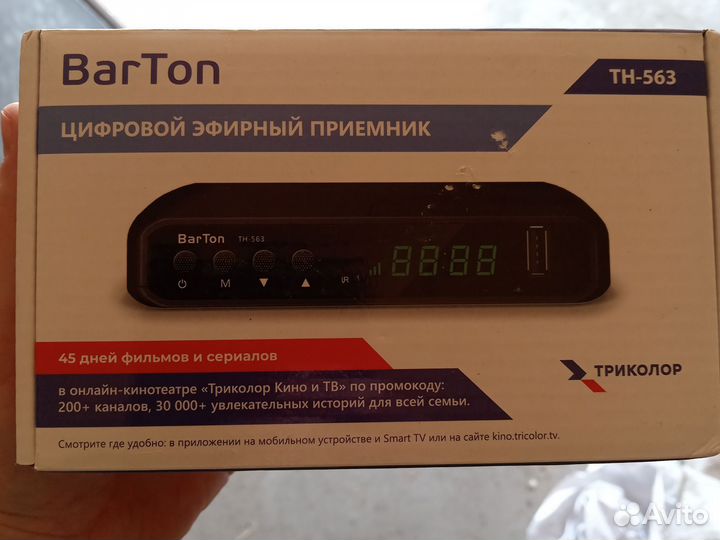 BarTon
TH-563
ЦИФРОВОЙ ЭФИРНЫЙ ПРИЕМНИК
BarTon TH-563
88:88
M
45 дней фильмов и сериалов
в онлайн-кинотеатре «Триколор Кино и ТВ» по промокоду:
200+ каналов, 30 000+ увлекательных историй для всей семьи.
ТРИКОЛОР
Смотрите где удобно: в приложении на мобильном устройстве и Smart TV или на сайте kino.tricolor.tv.
Avito